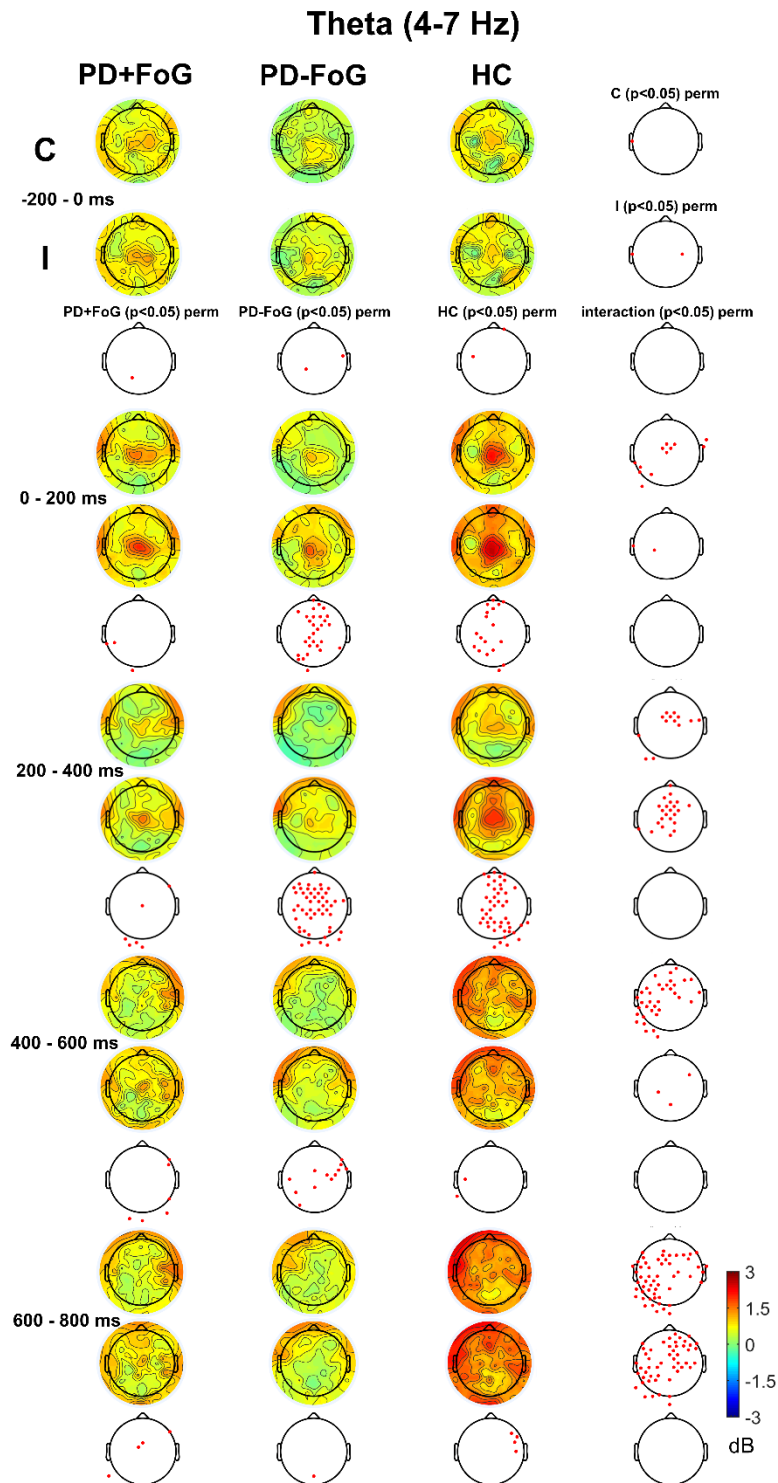 Theta (4-7 Hz)
PD+FoG PD-FoG HC
C (p<0.05) perm
C
-200 - 0 ms
I (p<0.05) perm
I
PD+FoG (p<0.05) perm PD-FoG (p<0.05) perm HC (p<0.05) perm interaction (p<0.05) perm
0 - 200 ms
200 - 400 ms
400 - 600 ms
600 - 800 ms
3
1.5
0
-1.5
-3
dB